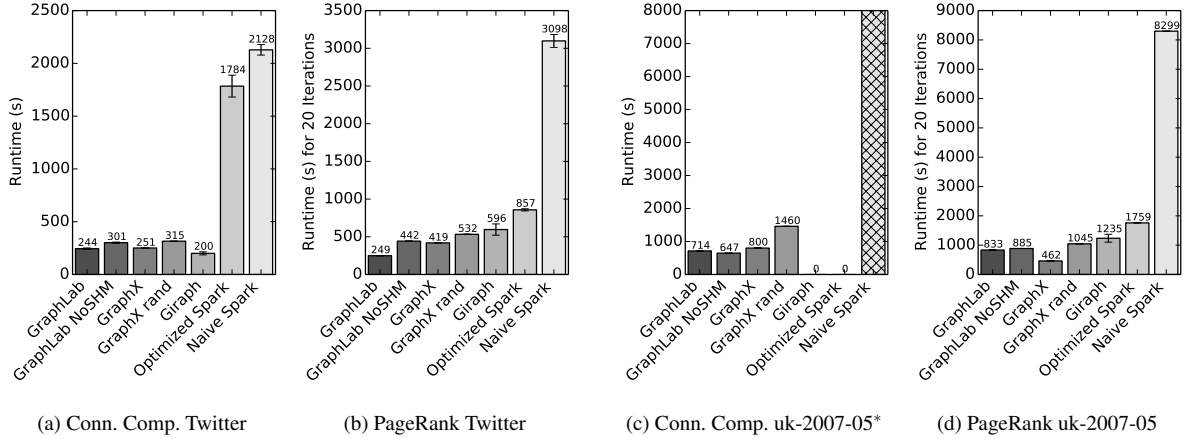 2500
2000
1500
1000
500
0
Runtime (s)
244
301
251
315
200
1784
2128
GraphLab
GraphLab NoSHM
GraphX
GraphX rand
Giraph
Optimized Spark
Naive Spark
(a) Conn. Comp. Twitter
3500
3000
2500
2000
1500
1000
500
0
Runtime (s) for 20 Iterations
249
442
419
532
596
857
3098
GraphLab
GraphLab NoSHM
GraphX
GraphX rand
Giraph
Optimized Spark
Naive Spark
(b) PageRank Twitter
8000
7000
6000
5000
4000
3000
2000
1000
0
Runtime (s)
714
647
800
1460
0
0
GraphLab
GraphLab NoSHM
GraphX
GraphX rand
Giraph
Optimized Spark
Naive Spark
(c) Conn. Comp. uk-2007-05*
9000
8000
7000
6000
5000
4000
3000
2000
1000
0
Runtime (s) for 20 Iterations
833
885
462
1045
1235
1759
8299
GraphLab
GraphLab NoSHM
GraphX
GraphX rand
Giraph
Optimized Spark
Naive Spark
(d) PageRank uk-2007-05